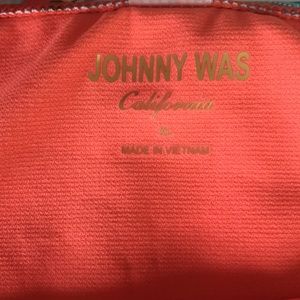 JOHNNY WAS
California
XL
MADE IN VIETNAM